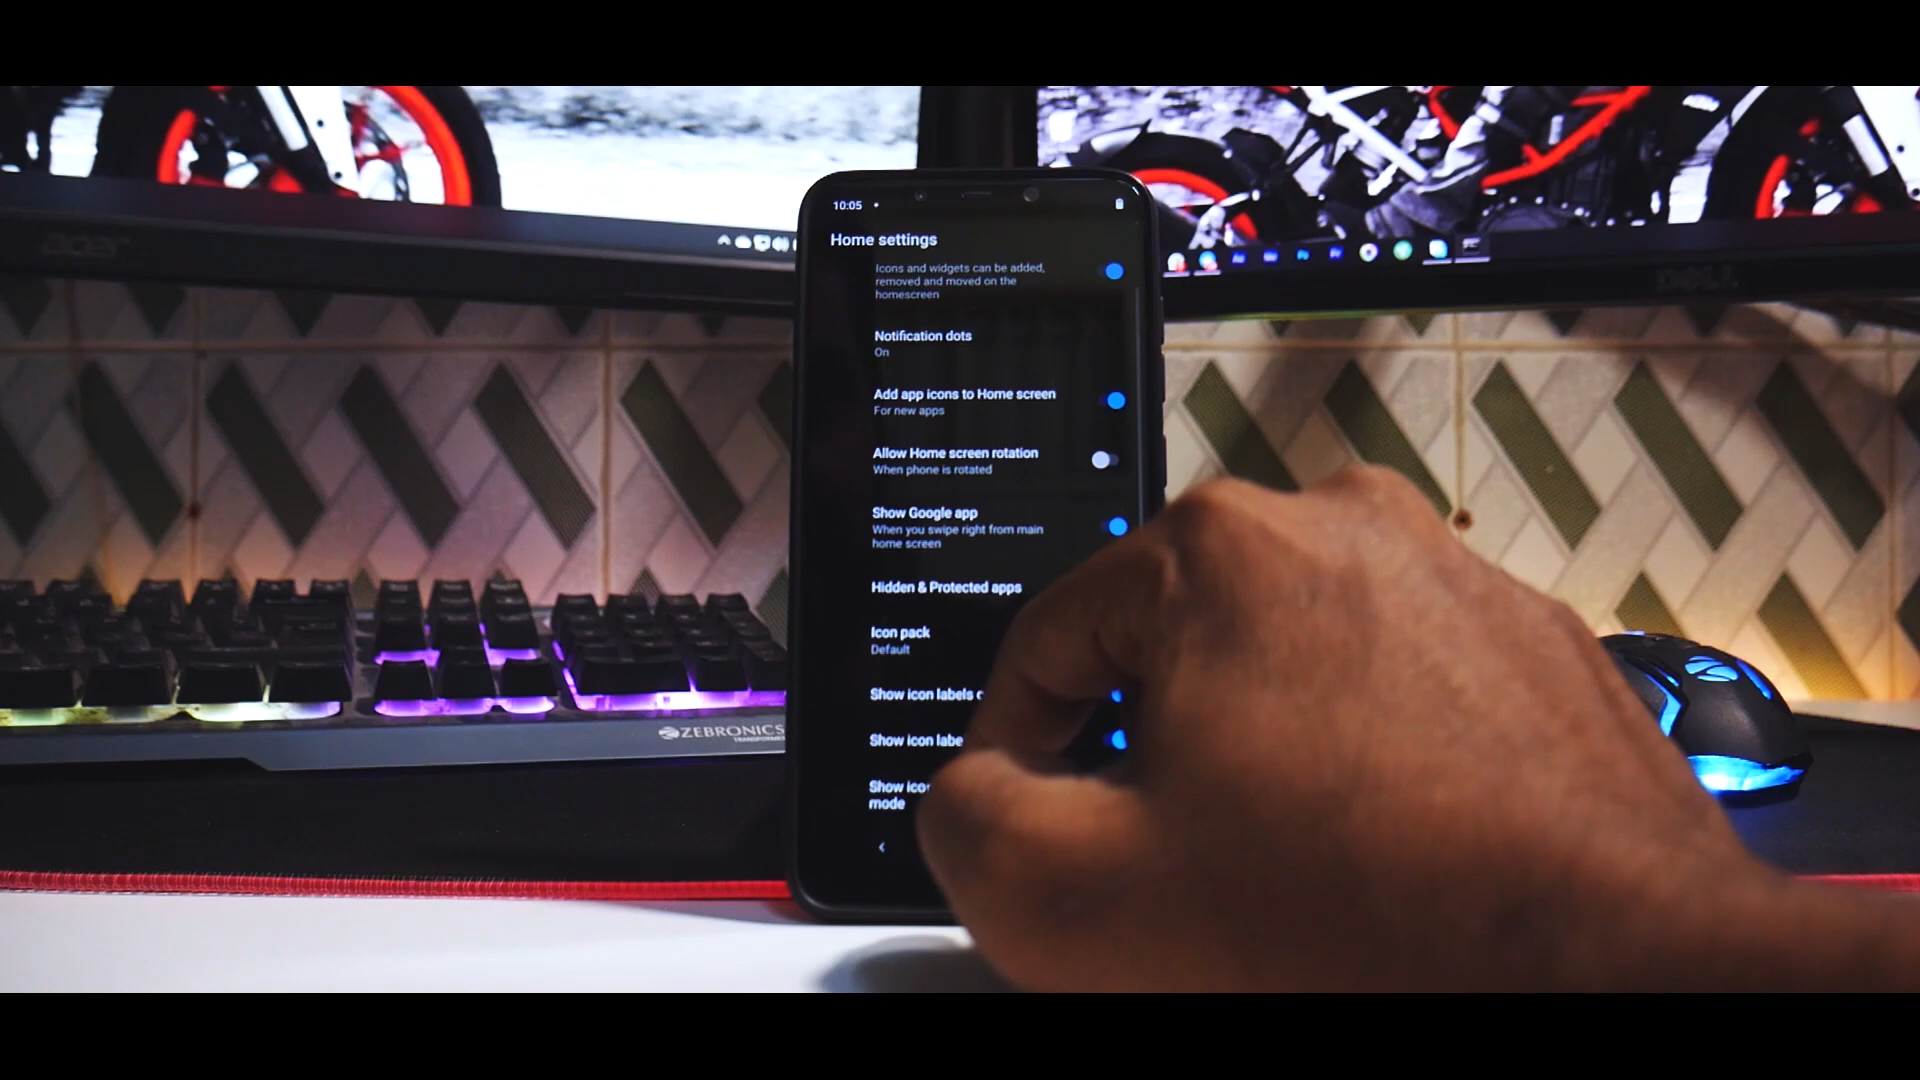 acer
DELL
10:05
Home settings
Icons and widgets can be added,
removed and moved on the
homescreen
Notification dots
On
Add app icons to Home screen
For new apps
Allow Home screen rotation
When phone is rotated
Show Google app
When you swipe right from main
home screen
Hidden & Protected apps
Icon pack
Default
Show icon labels
Show icon labe
Show ico
mode
ZEBRONICS
TRANSFORMER